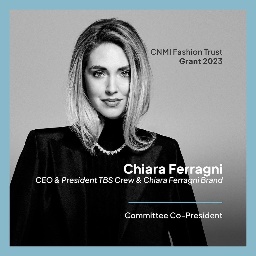 CNMI Fashion Trust
Grant 2023
Chiara Ferragni
CEO & President TBS Crew & Chiara Ferragni Brand
Committee Co-President